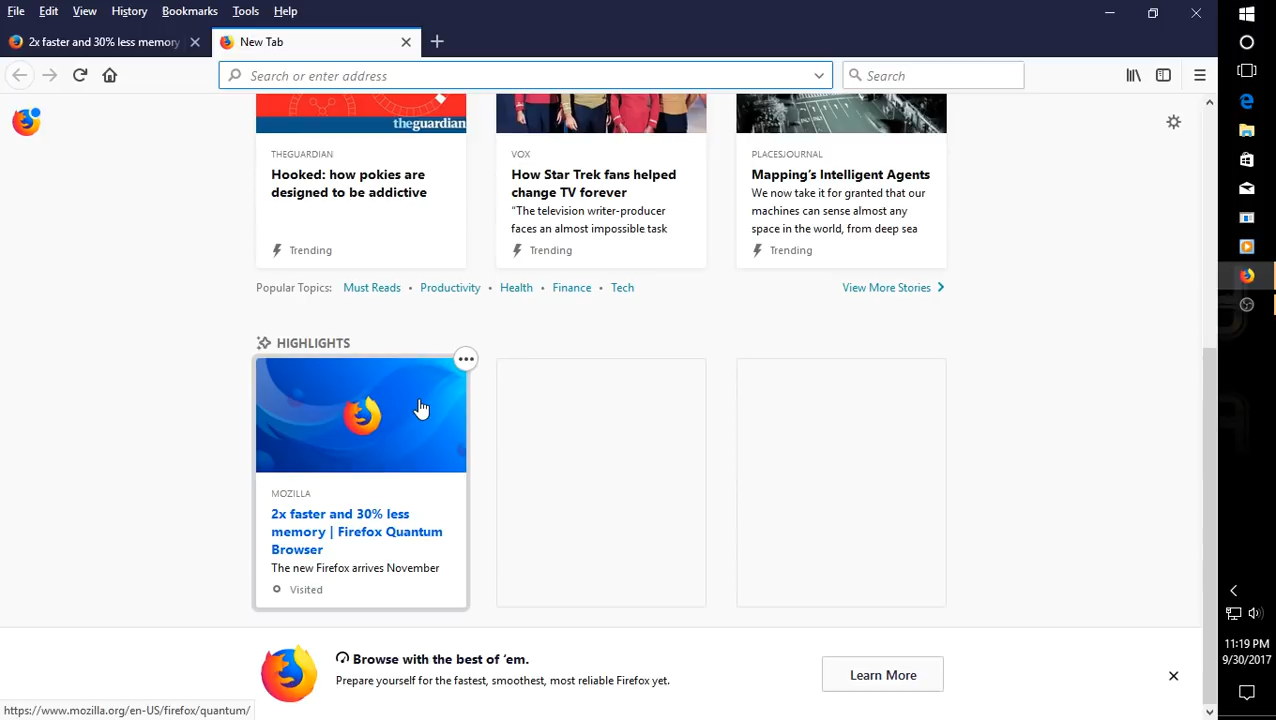 File Edit View History Bookmarks Tools Help
2x faster and 30% less memory
New Tab
Search or enter address
Search
theguardian
THEGUARDIAN
Hooked: how pokies are
designed to be addictive
Trending
VOX
How Star Trek fans helped
change TV forever
"The television writer-producer
faces an almost impossible task
Trending
PLACESJOURNAL
Mapping's Intelligent Agents
We now take it for granted that our
machines can sense almost any
space in the world, from deep sea
Trending
Popular Topics: Must Reads • Productivity • Health • Finance • Tech
View More Stories
HIGHLIGHTS
MOZILLA
2x faster and 30% less
memory | Firefox Quantum
Browser
The new Firefox arrives November
Visited
Browse with the best of 'em.
Prepare yourself for the fastest, smoothest, most reliable Firefox yet.
Learn More
https://www.mozilla.org/en-US/firefox/quantum/
11:19 PM
9/30/2017